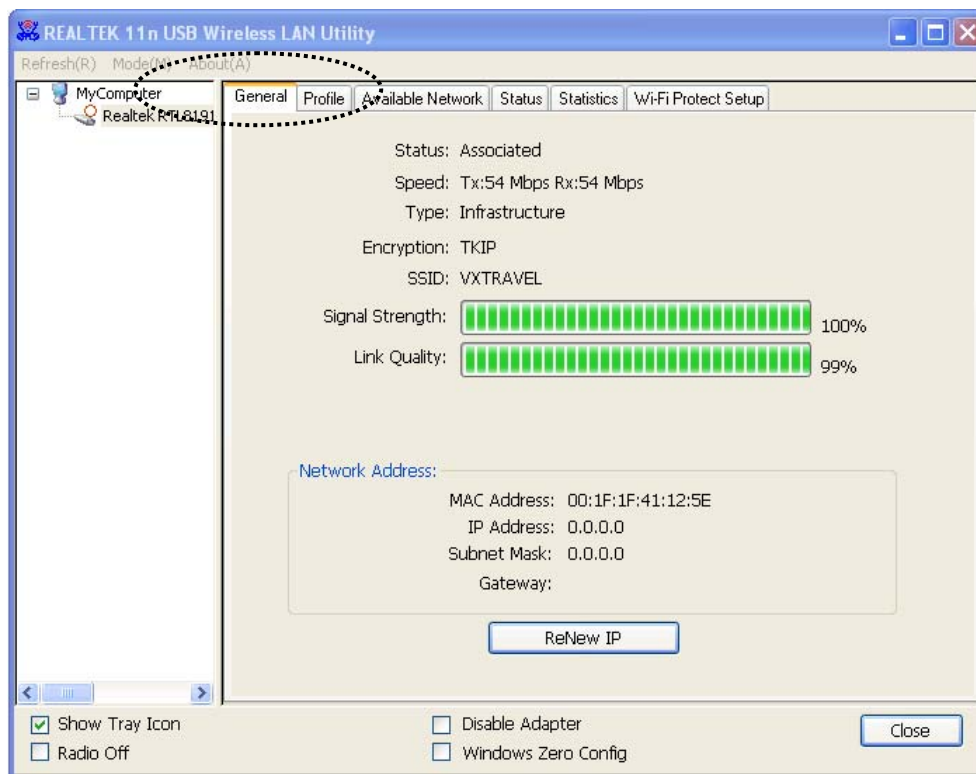 REALTEK 11n USB Wireless LAN Utility
Refresh(R) Mode(M) About(A)
MyComputer
Realtek RTL8191
General Profile Available Network Status Statistics Wi-Fi Protect Setup
Status: Associated
Speed: Tx:54 Mbps Rx:54 Mbps
Type: Infrastructure
Encryption: TKIP
SSID: VXTRAVEL
Signal Strength: 100%
Link Quality: 99%
Network Address:
MAC Address: 00:1F:1F:41:12:5E
IP Address: 0.0.0.0
Subnet Mask: 0.0.0.0
Gateway:
ReNew IP
Show Tray Icon Disable Adapter
Radio Off Windows Zero Config
Close